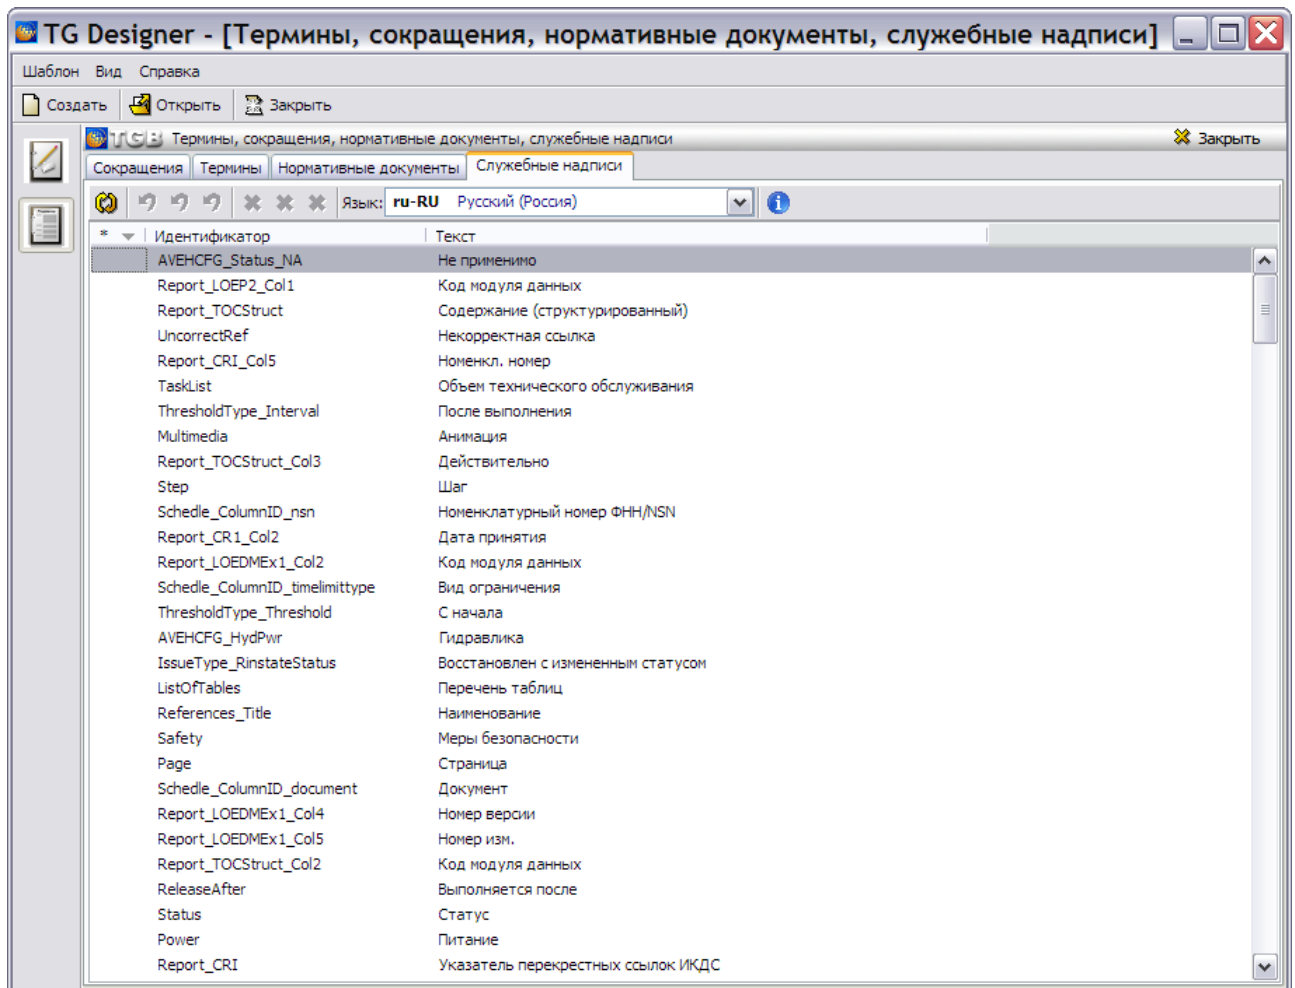 TG Designer - [Термины, сокращения, нормативные документы, служебные надписи]
Шаблон Вид Справка
Создать Открыть Закрыть
TGB Термины, сокращения, нормативные документы, служебные надписи Закрыть
Сокращения Термины Нормативные документы Служебные надписи
Язык: ru-RU Русский (Россия)
* Идентификатор Текст
AVEHCFG_Status_NA Не применимо
Report_LOEP2_Col1 Код модуля данных
Report_TOCStruct Содержание (структурированный)
UncorrectRef Некорректная ссылка
Report_CRI_Col5 Номенкл. номер
TaskList Объем технического обслуживания
ThresholdType_Interval После выполнения
Multimedia Анимация
Report_TOCStruct_Col3 Действительно
Step Шаг
Schedle_ColumnID_nsn Номенклатурный номер ФНН/NSN
Report_CR1_Col2 Дата принятия
Report_LOEDMEx1_Col2 Код модуля данных
Schedle_ColumnID_timelimittype Вид ограничения
ThresholdType_Threshold С начала
AVEHCFG_HydPwr Гидравлика
IssueType_RinstateStatus Восстановлен с измененным статусом
ListOfTables Перечень таблиц
References_Title Наименование
Safety Меры безопасности
Page Страница
Schedle_ColumnID_document Документ
Report_LOEDMEx1_Col4 Номер версии
Report_LOEDMEx1_Col5 Номер изм.
Report_TOCStruct_Col2 Код модуля данных
ReleaseAfter Выполняется после
Status Статус
Power Питание
Report_CRI Указатель перекрестных ссылок ИКДС